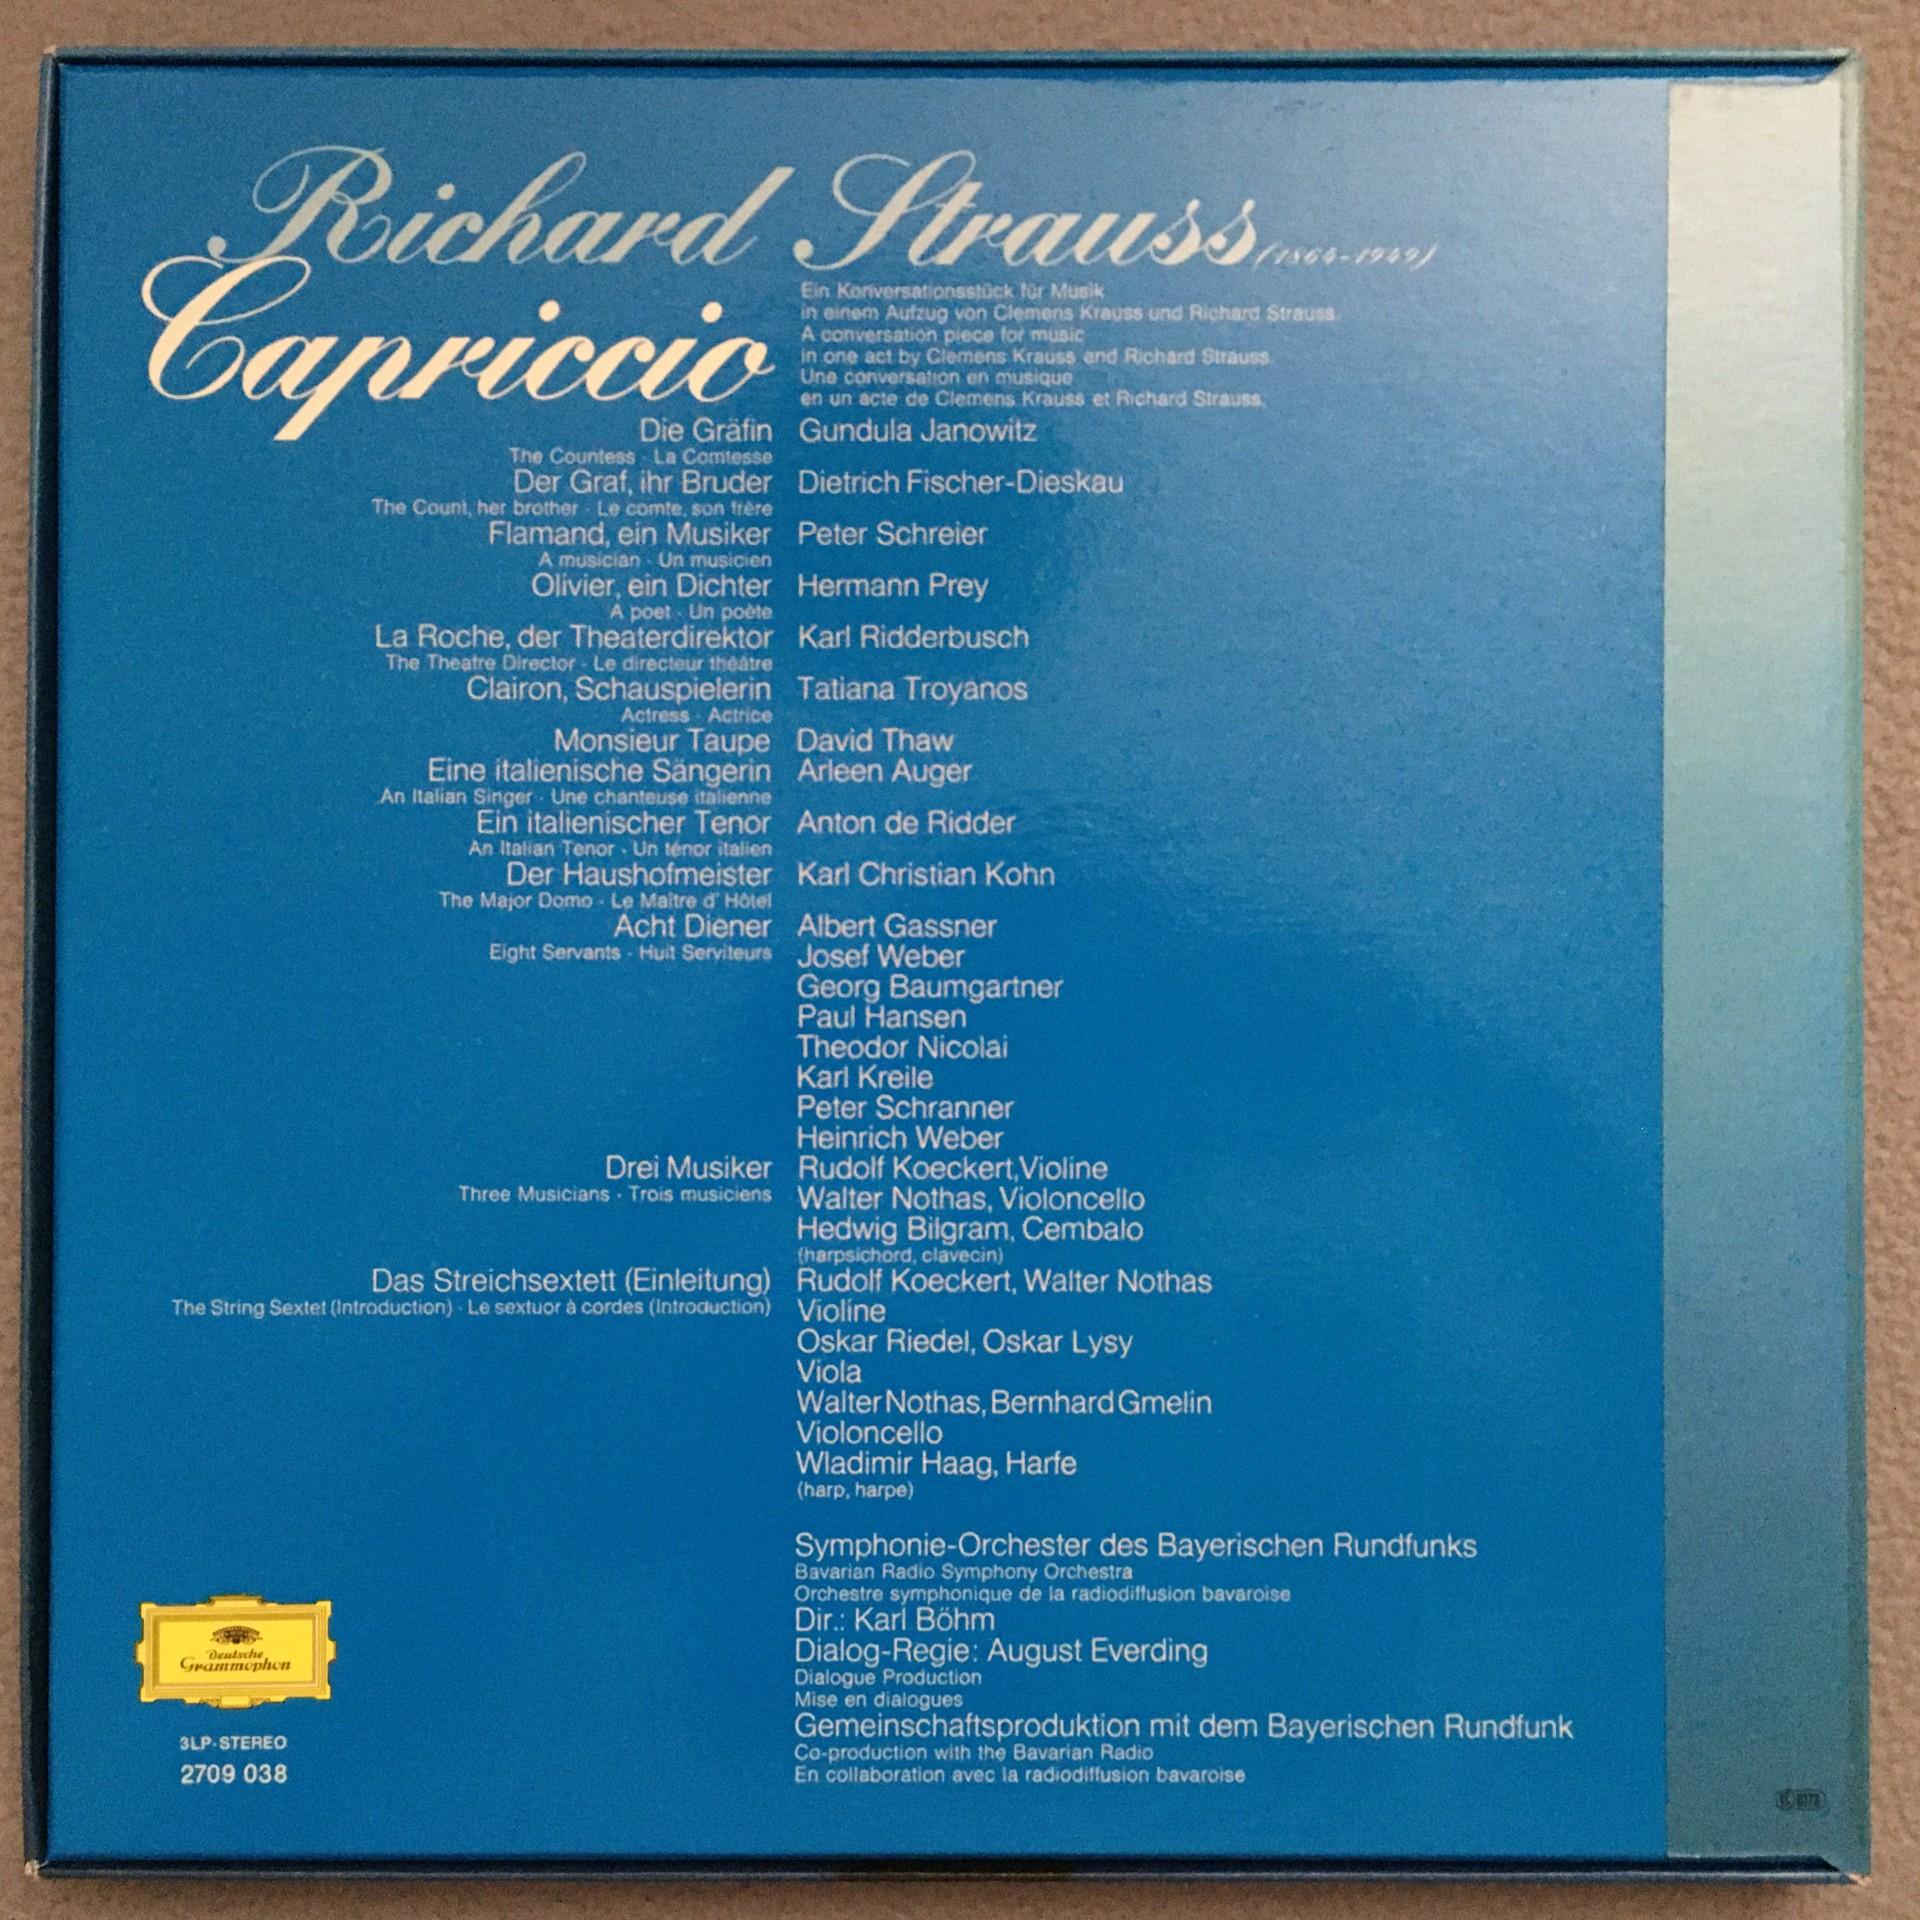 Richard Strauss (1864-1949)
Capriccio
Ein Konversationsstück für Musik
in einem Aufzug von Clemens Krauss und Richard Strauss.
A conversation piece for music
in one act by Clemens Krauss and Richard Strauss.
Une conversation en musique
en un acte de Clemens Krauss et Richard Strauss.
Die Gräfin Gundula Janowitz
The Countess · La Comtesse
Der Graf, ihr Bruder Dietrich Fischer-Dieskau
The Count, her brother · Le comte, son frère
Flamand, ein Musiker Peter Schreier
A musician · Un musicien
Olivier, ein Dichter Hermann Prey
A poet · Un poète
La Roche, der Theaterdirektor Karl Ridderbusch
The Theatre Director · Le directeur théâtre
Clairon, Schauspielerin Tatiana Troyanos
Actress · Actrice
Monsieur Taupe David Thaw
Eine italienische Sängerin Arleen Auger
An Italian Singer · Une chanteuse italienne
Ein italienischer Tenor Anton de Ridder
An Italian Tenor · Un ténor italien
Der Haushofmeister Karl Christian Kohn
The Major Domo · Le Maître d' Hôtel
Acht Diener Albert Gassner
Eight Servants · Huit Serviteurs Josef Weber
Georg Baumgartner
Paul Hansen
Theodor Nicolai
Karl Kreile
Peter Schranner
Heinrich Weber
Drei Musiker Rudolf Koeckert, Violine
Three Musicians · Trois musiciens Walter Nothas, Violoncello
Hedwig Bilgram, Cembalo
(harpsichord, clavecin)
Das Streichsextett (Einleitung) Rudolf Koeckert, Walter Nothas
The String Sextet (Introduction) · Le sextuor à cordes (Introduction) Violine
Oskar Riedel, Oskar Lysy
Viola
Walter Nothas, Bernhard Gmelin
Violoncello
Wladimir Haag, Harfe
(harp, harpe)
Symphonie-Orchester des Bayerischen Rundfunks
Bavarian Radio Symphony Orchestra
Orchestre symphonique de la radiodiffusion bavaroise
Dir.: Karl Böhm
Dialog-Regie: August Everding
Dialogue Production
Mise en dialogues
Gemeinschaftsproduktion mit dem Bayerischen Rundfunk
Co-production with the Bavarian Radio
En collaboration avec la radiodiffusion bavaroise
Deutsche
Grammophon
3LP·STEREO
2709 038